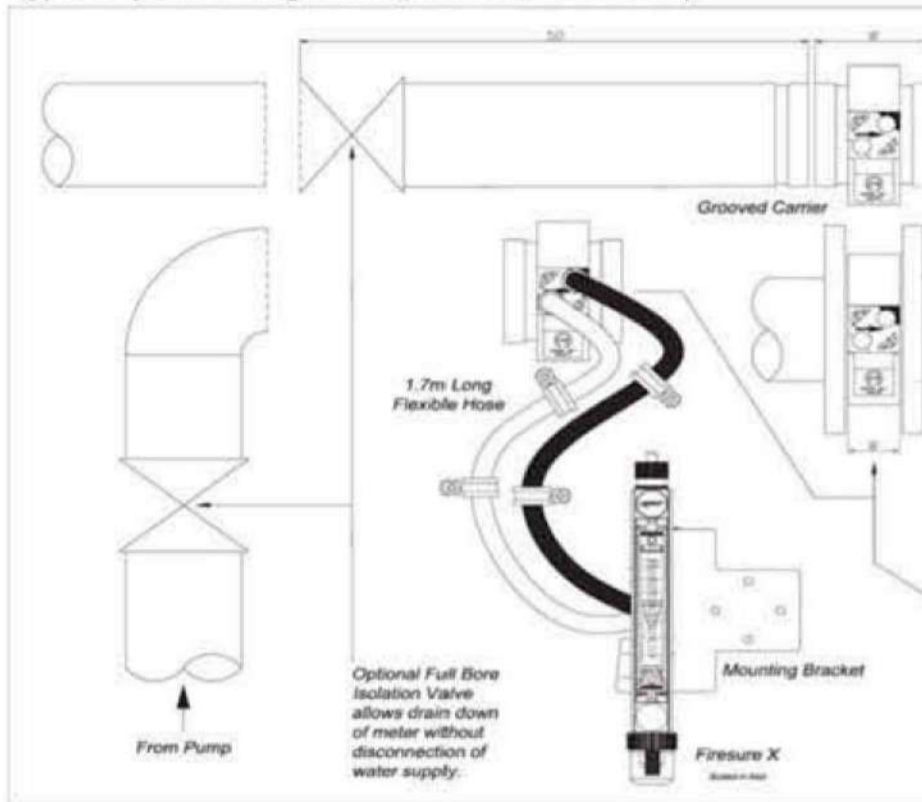 5D
Grooved Carrier
1.7m Long
Flexible Hose
Mounting Bracket
Optional Full Bore
Isolation Valve
allows drain down
of meter without
disconnection of
water supply.
From Pump
Firesure X